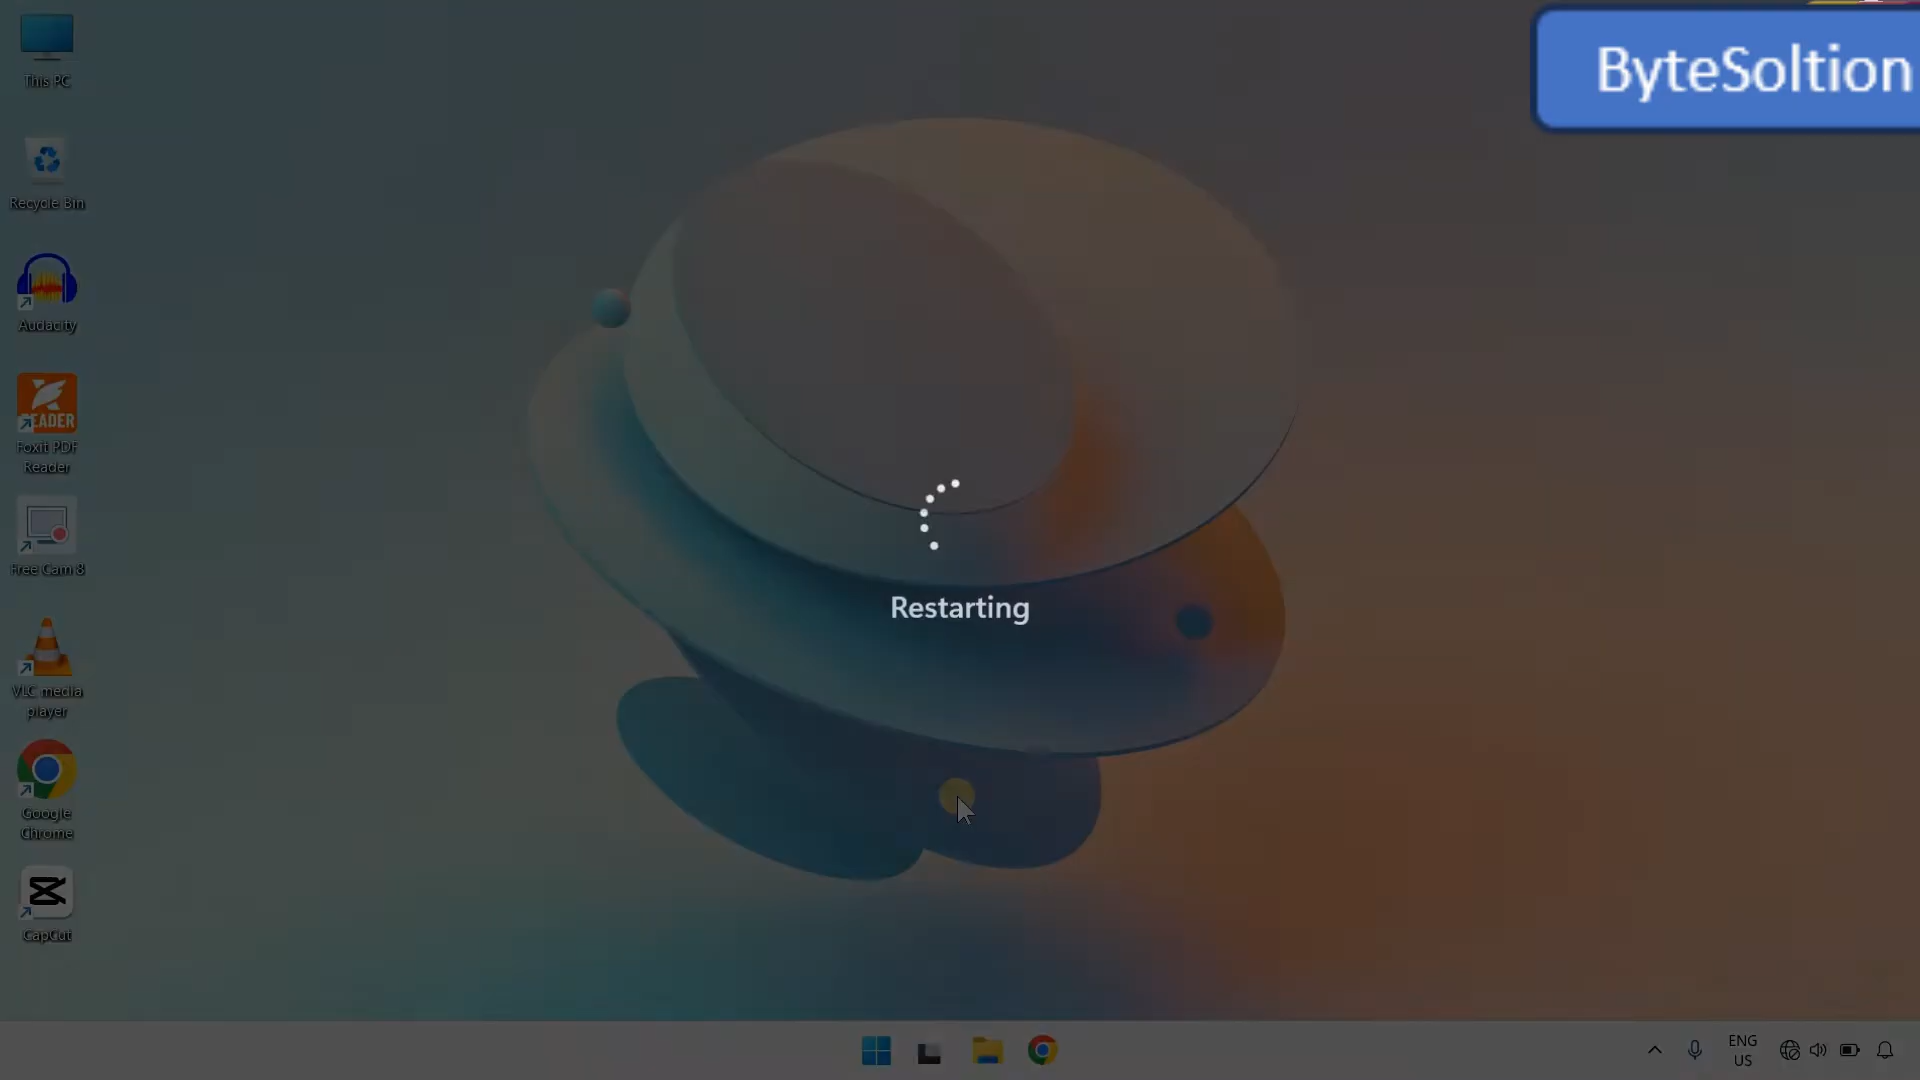 This PC
Recycle Bin
Audacity
READER
Foxit PDF
Reader
Free Cam 8
VLC media
player
Google
Chrome
CapCut
ByteSoltion
Restarting
ENG
US